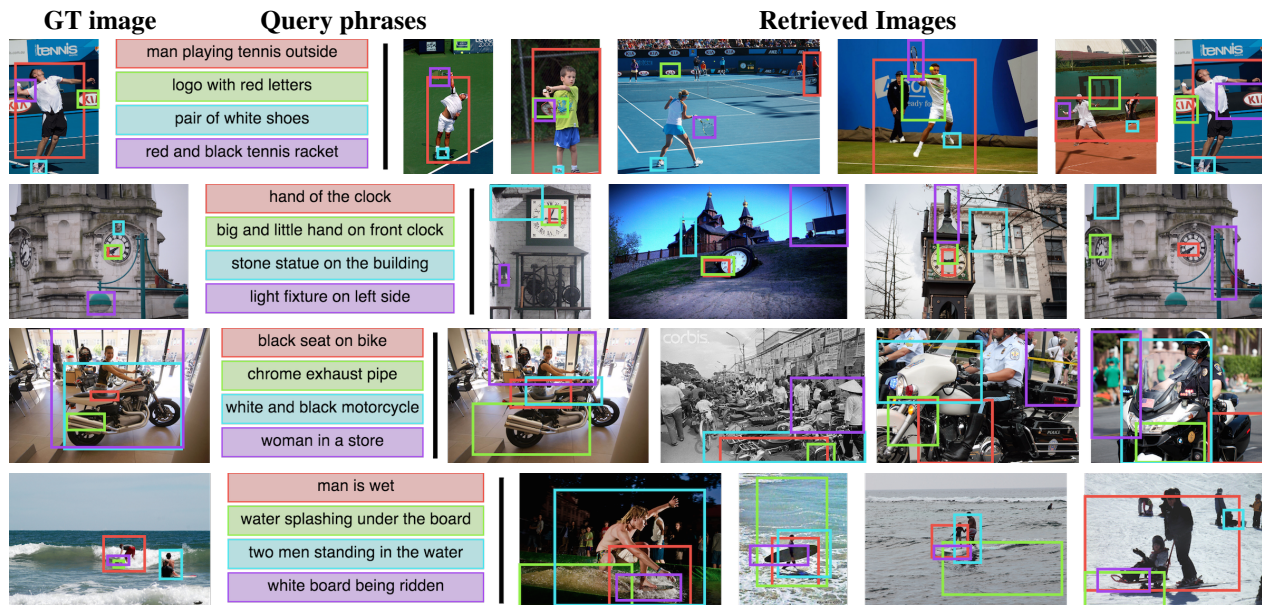 GT image
Query phrases
Retrieved Images
tennis
man playing tennis outside
logo with red letters
pair of white shoes
red and black tennis racket
KIA
KIA
KIA
tennis
KIA
hand of the clock
big and little hand on front clock
stone statue on the building
light fixture on left side
black seat on bike
chrome exhaust pipe
white and black motorcycle
woman in a store
corbis
man is wet
water splashing under the board
two men standing in the water
white board being ridden